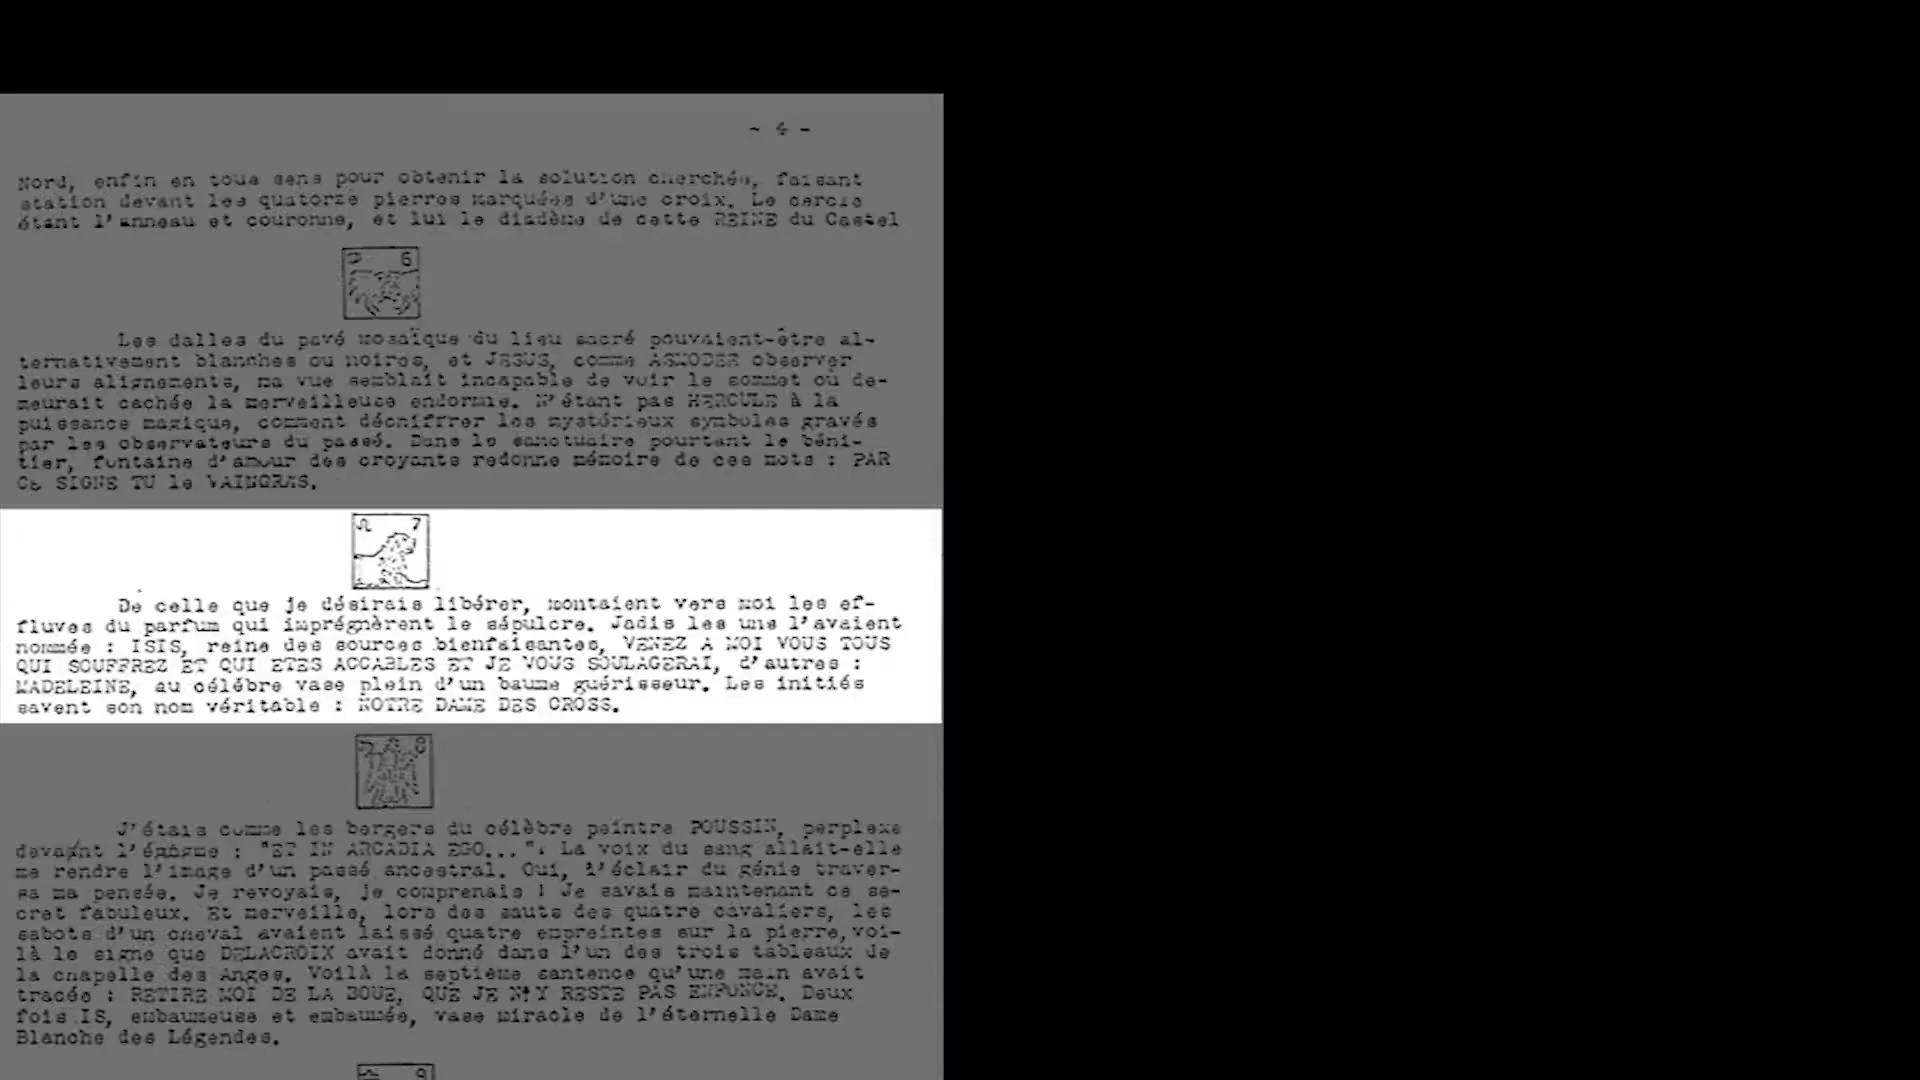 - 4 -
Nord, enfin en tous sens pour obtenir la solution cherchée, faisant
station devant les quatorze pierres marquées d'une croix. Le cercle
étant l'anneau et couronne, et lui le diadème de cette REINE du Castel
6
Les dalles du pavé mosaïque du lieu sacré pouvaient-être al-
ternativement blanches ou noires, et JESUS, comme ASMODEE observer
leurs alignements, ma vue semblait incapable de voir le sommet où de-
meurait cachée la merveilleuse endormie. N'étant pas HERCULE à la
puissance magique, comment déchiffrer les mystérieux symboles gravés
par les observateurs du passé. Dans le sanctuaire pourtant le béni-
tier, fontaine d'amour des croyants redonne mémoire de ces mots : PAR
CE SIGNE TU le VAINCRAS.
♌ 7
De celle que je désirais libérer, montaient vers moi les ef-
fluves du parfum qui imprégnèrent le sépulcre. Jadis les uns l'avaient
nommée : ISIS, reine des sources bienfaisantes, VENEZ A MOI VOUS TOUS
QUI SOUFFREZ ET QUI ETES ACCABLES ET JE VOUS SOULAGERAI, d'autres :
MADELEINE, au célébre vase plein d'un baume guérisseur. Les initiés
savent son nom véritable : NOTRE DAME DES CROSS.
8
J'étais comme les bergers du célèbre peintre POUSSIN, perplexe
devant l'énigme : "ET IN ARCADIA EGO...". La voix du sang allait-elle
me rendre l'image d'un passé ancestral. Oui, l'éclair du génie traver-
sa ma pensée. Je revoyais, je comprenais ! Je savais maintenant ce se-
cret fabuleux. Et merveille, lors des sauts des quatre cavaliers, les
sabots d'un cheval avaient laissé quatre empreintes sur la pierre, voi-
là le signe que DELACROIX avait donné dans l'un des trois tableaux de
la chapelle des Anges. Voilà la septième sentence qu'une main avait
tracée : RETIRE MOI DE LA BOUE, QUE JE N'Y RESTE PAS ENFONCE. Deux
fois IS, embaumeuse et embaumée, vase miracle de l'éternelle Dame
Blanche des Légendes.
9